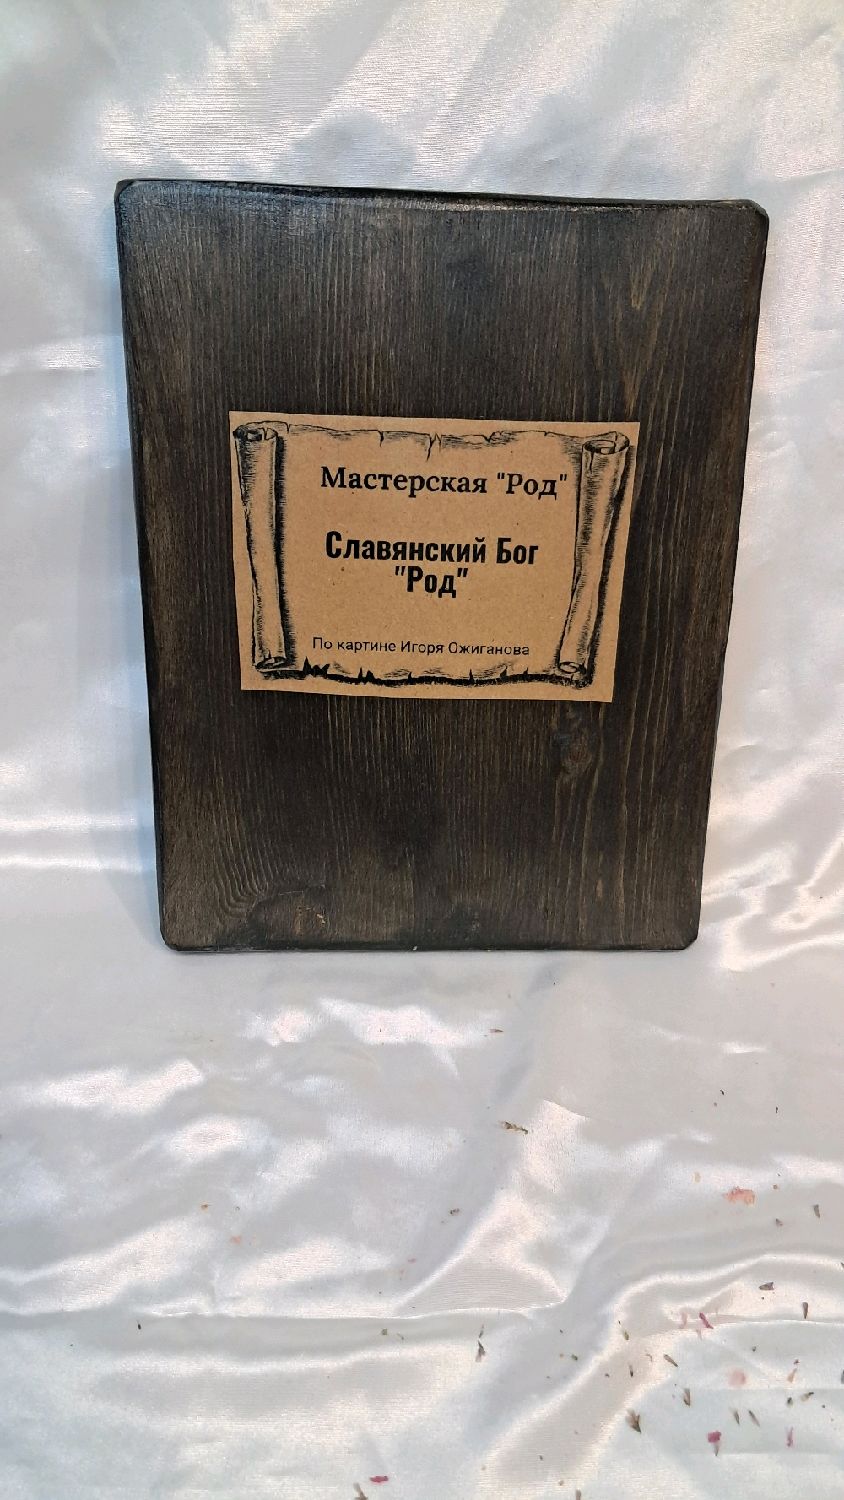 Мастерская "Род"
Славянский Бог
"Род"
По картине Игоря Ожиганова